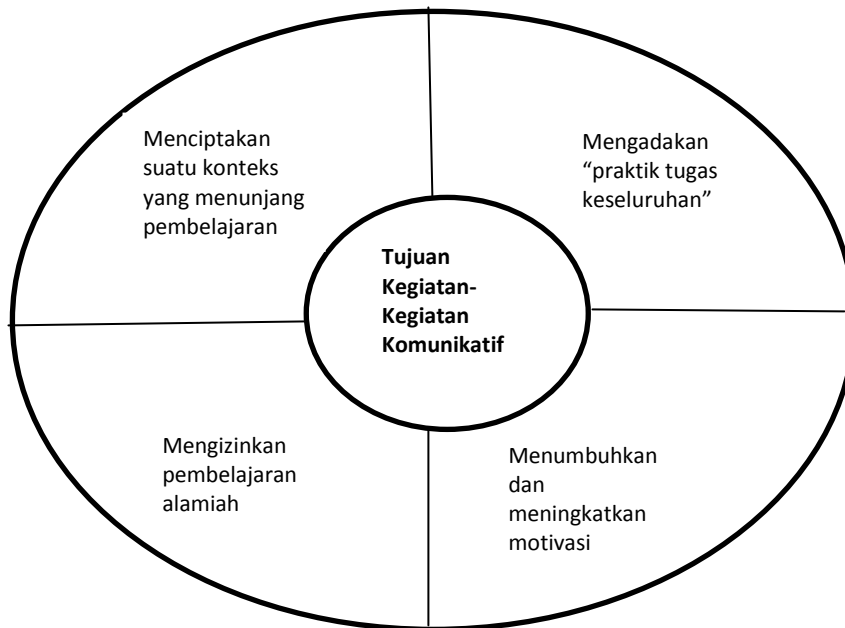 Menciptakan
suatu konteks
yang menunjang
pembelajaran
Mengadakan
“praktik tugas
keseluruhan”
Tujuan
Kegiatan-
Kegiatan
Komunikatif
Mengizinkan
pembelajaran
alamiah
Menumbuhkan
dan
meningkatkan
motivasi